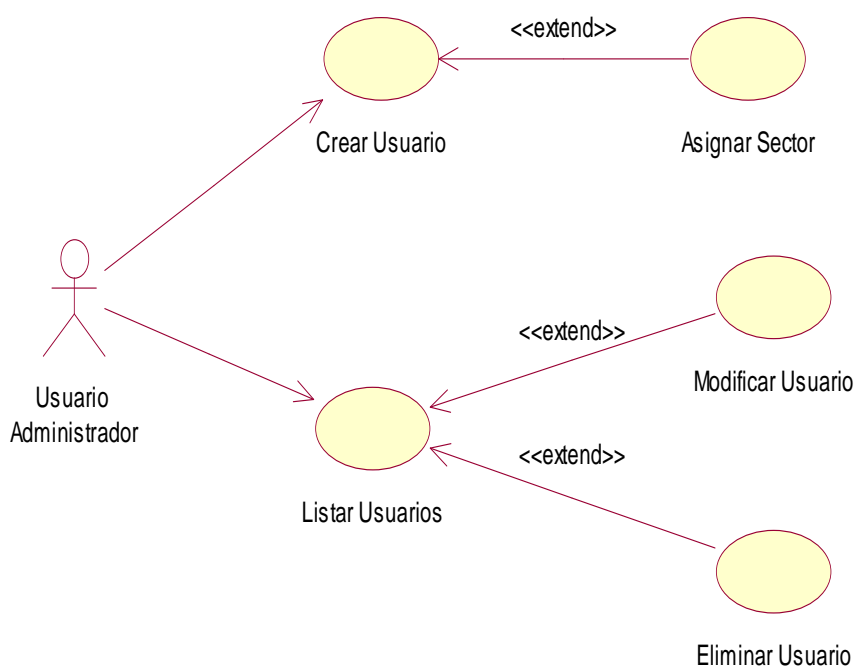 <<extend>>
Crear Usuario
Asignar Sector
<<extend>>
Modificar Usuario
Usuario
Administrador
<<extend>>
Listar Usuarios
Eliminar Usuario